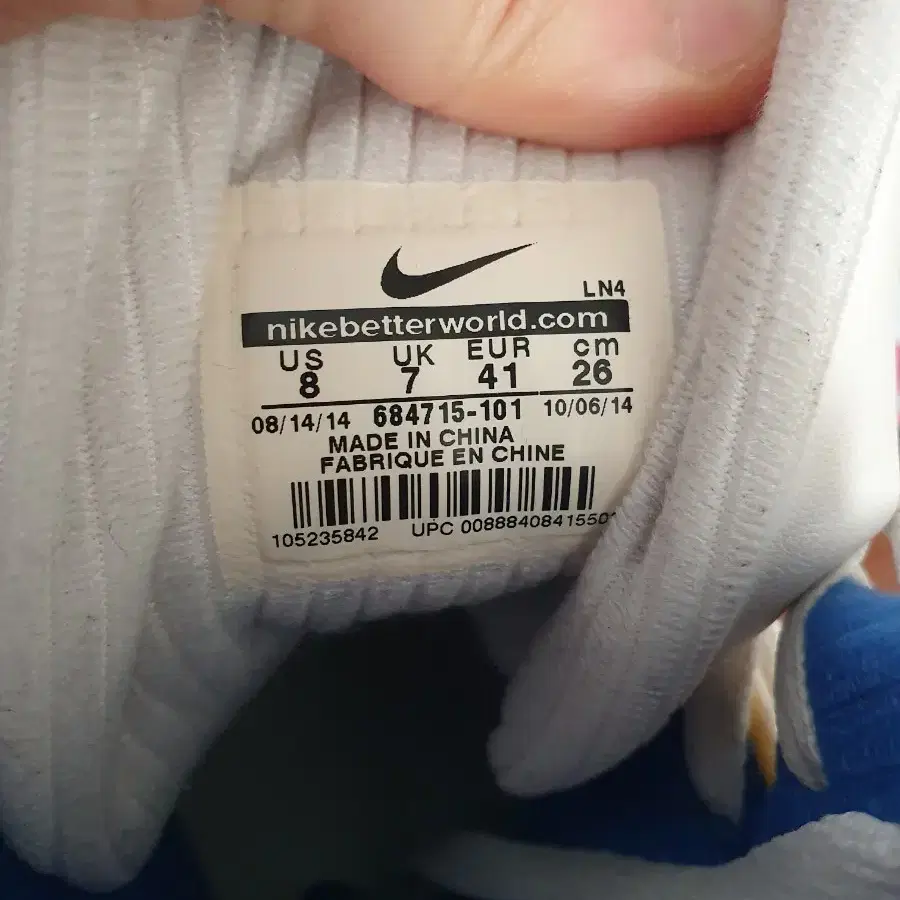 LN4
nikebetterworld.com
US UK EUR cm
8 7 41 26
08/14/14 684715-101 10/06/14
MADE IN CHINA
FABRIQUE EN CHINE
105235842 UPC